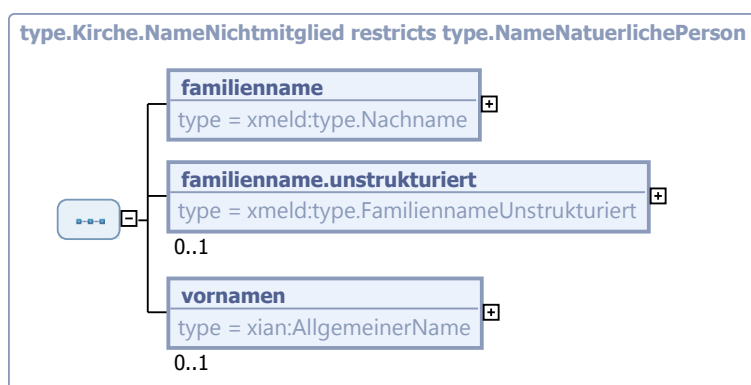 type.Kirche.NameNichtmitglied restricts type.NameNatuerlichePerson
familienname
type = xmeld:type.Nachname
familienname.unstrukturiert
type = xmeld:type.FamiliennameUnstrukturiert
0..1
vornamen
type = xian:AllgemeinerName
0..1